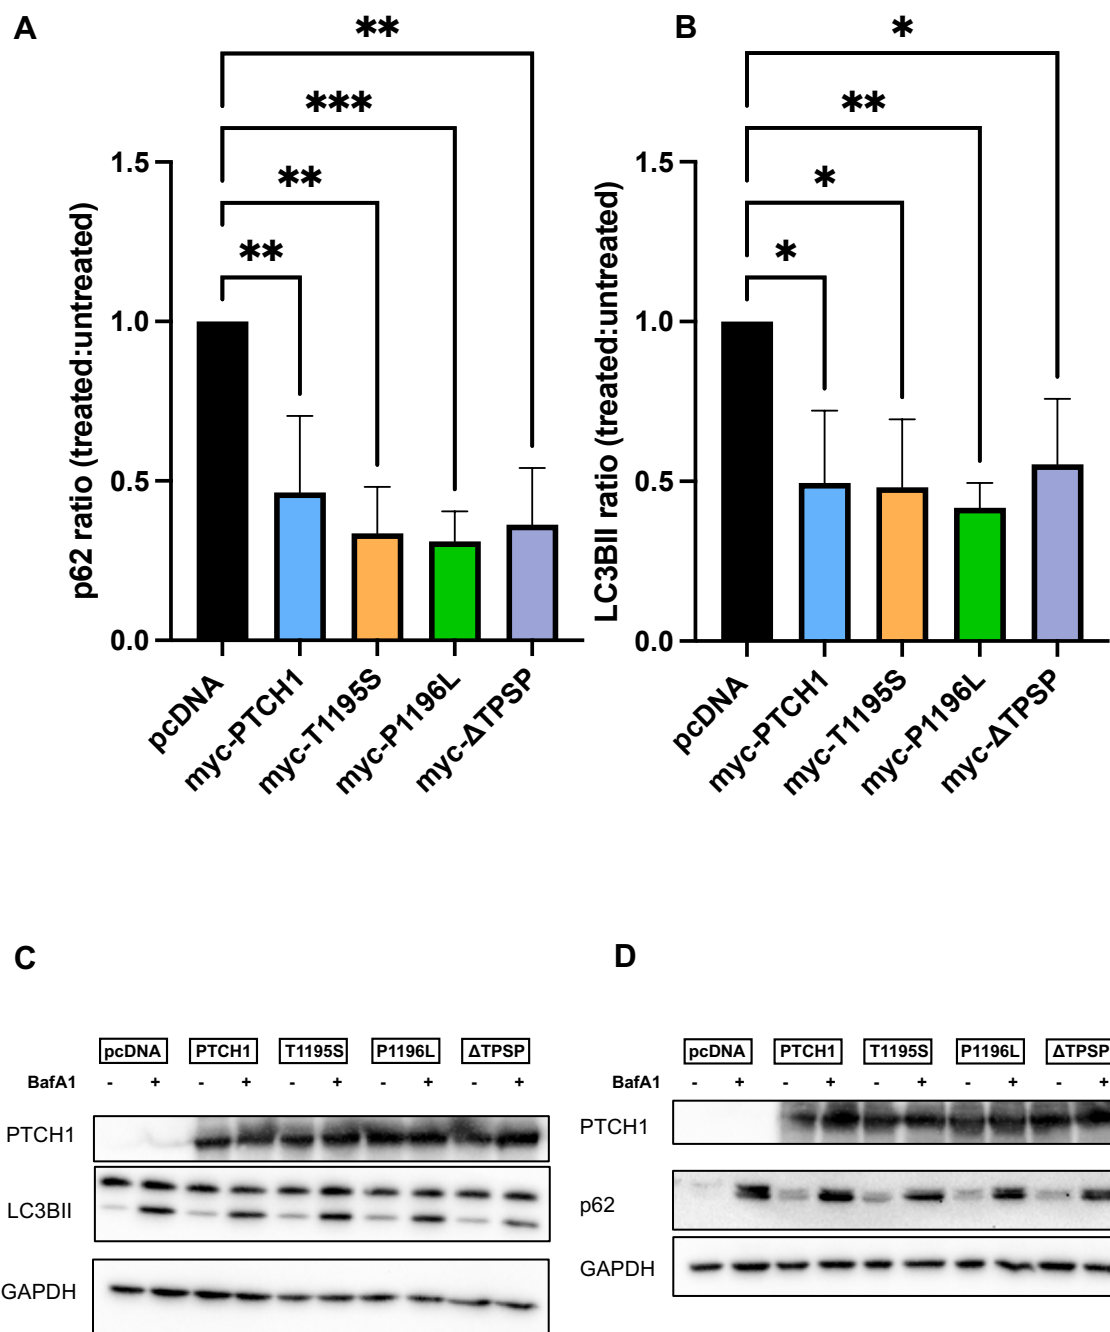 A
**
***
**
**
1.5
1.0
0.5
0.0
p62 ratio (treated:untreated)
pcDNA
myc-PTCH1
myc-T1195S
myc-P1196L
myc-ΔTPSP
B
*
**
*
*
1.5
1.0
0.5
0.0
LC3BII ratio (treated:untreated)
pcDNA
myc-PTCH1
myc-T1195S
myc-P1196L
myc-ΔTPSP
C
pcDNA PTCH1 T1195S P1196L ΔTPSP
BafA1 - + - + - + - + - +
PTCH1
LC3BII
GAPDH
D
pcDNA PTCH1 T1195S P1196L ΔTPSP
BafA1 - + - + - + - + - +
PTCH1
p62
GAPDH